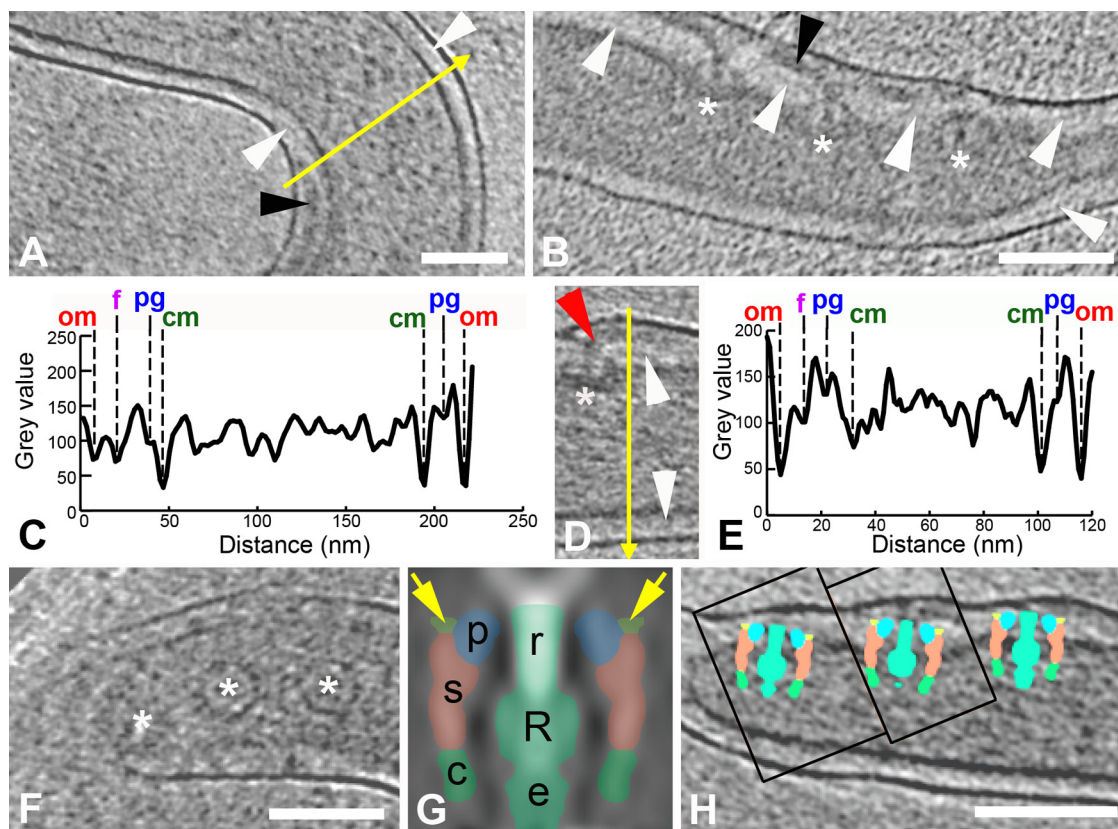 A
B
f pg pg
om cm cm om
250
200
150
100
50
0
Grey value
0 50 100 150 200 250
Distance (nm)
C
*
D
om f pg cm pg om
cm
200
150
100
50
0
Grey value
0 20 40 60 80 100 120
Distance (nm)
E
* * *
F
p r
s
R
c e
G
H